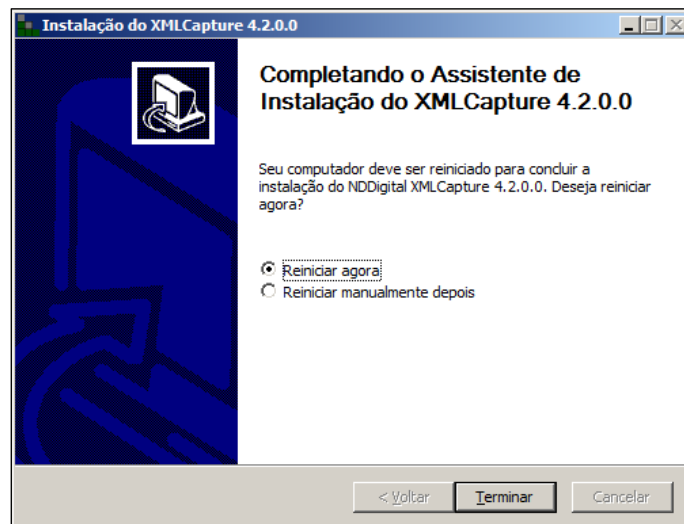 Instalação do XMLCapture 4.2.0.0
Completando o Assistente de
Instalação do XMLCapture 4.2.0.0
Seu computador deve ser reiniciado para concluir a
instalação do NDDigital XMLCapture 4.2.0.0. Deseja reiniciar
agora?
Reiniciar agora
Reiniciar manualmente depois
< Voltar
Terminar
Cancelar